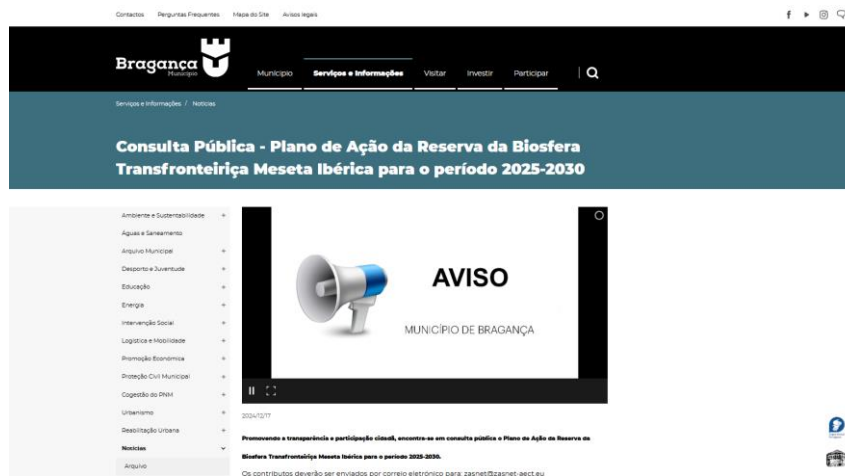 Contactos Perguntas Frequentes Mapa do Site Avisos legais
Bragança
Município
Município Serviços e Informações Visitar Investir Participar
Serviços e Informações / Notícias
Consulta Pública - Plano de Ação da Reserva da Biosfera
Transfronteiriça Meseta Ibérica para o período 2025-2030
Ambiente e Sustentabilidade +
Águas e Saneamento
Arquivo Municipal +
Desporto e Juventude +
Educação +
Energia +
Intervenção Social +
Logística e Mobilidade +
Promoção Económica +
Proteção Civil Municipal +
Cogestão do PNM +
Urbanismo +
Reabilitação Urbana +
Notícias
Arquivo
AVISO
MUNICÍPIO DE BRAGANÇA
2024/12/17
Promovendo a transparência e participação cidadã, encontra-se em consulta pública o Plano de Ação da Reserva da
Biosfera Transfronteiriça Meseta Ibérica para o período 2025-2030.
Os contributos deverão ser enviados por correio eletrónico para: zasnet@zasnet-aect.eu